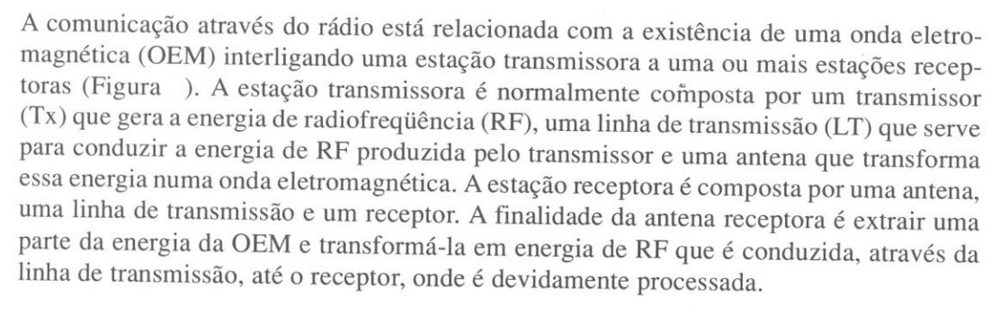 A comunicação através do rádio está relacionada com a existência de uma onda eletro-
magnética (OEM) interligando uma estação transmissora a uma ou mais estações recep-
toras (Figura ). A estação transmissora é normalmente composta por um transmissor
(Tx) que gera a energia de radiofreqüência (RF), uma linha de transmissão (LT) que serve
para conduzir a energia de RF produzida pelo transmissor e uma antena que transforma
essa energia numa onda eletromagnética. A estação receptora é composta por uma antena,
uma linha de transmissão e um receptor. A finalidade da antena receptora é extrair uma
parte da energia da OEM e transformá-la em energia de RF que é conduzida, através da
linha de transmissão, até o receptor, onde é devidamente processada.